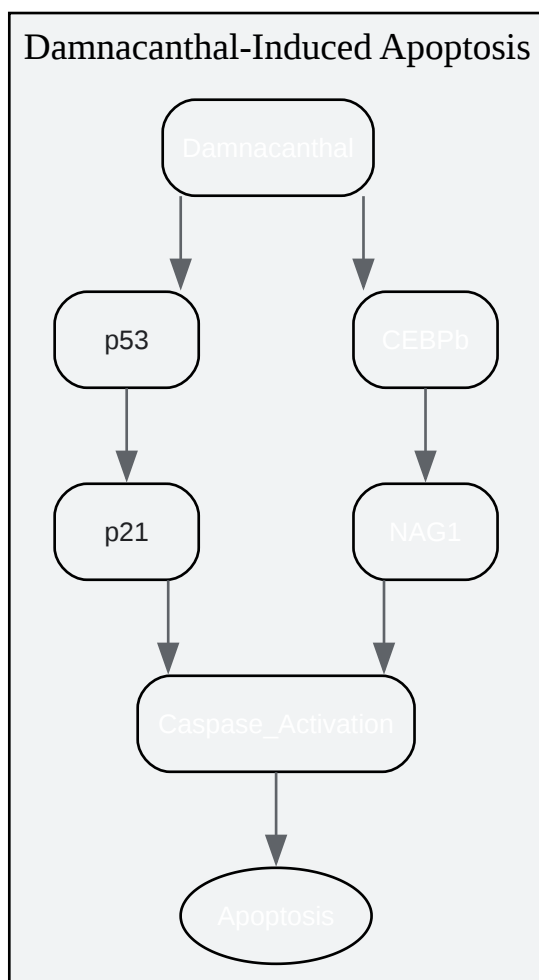 Damnacanthal-Induced Apoptosis
Damnacanthal
p53
CEBPb
p21
NAG1
Caspase_Activation
Apoptosis